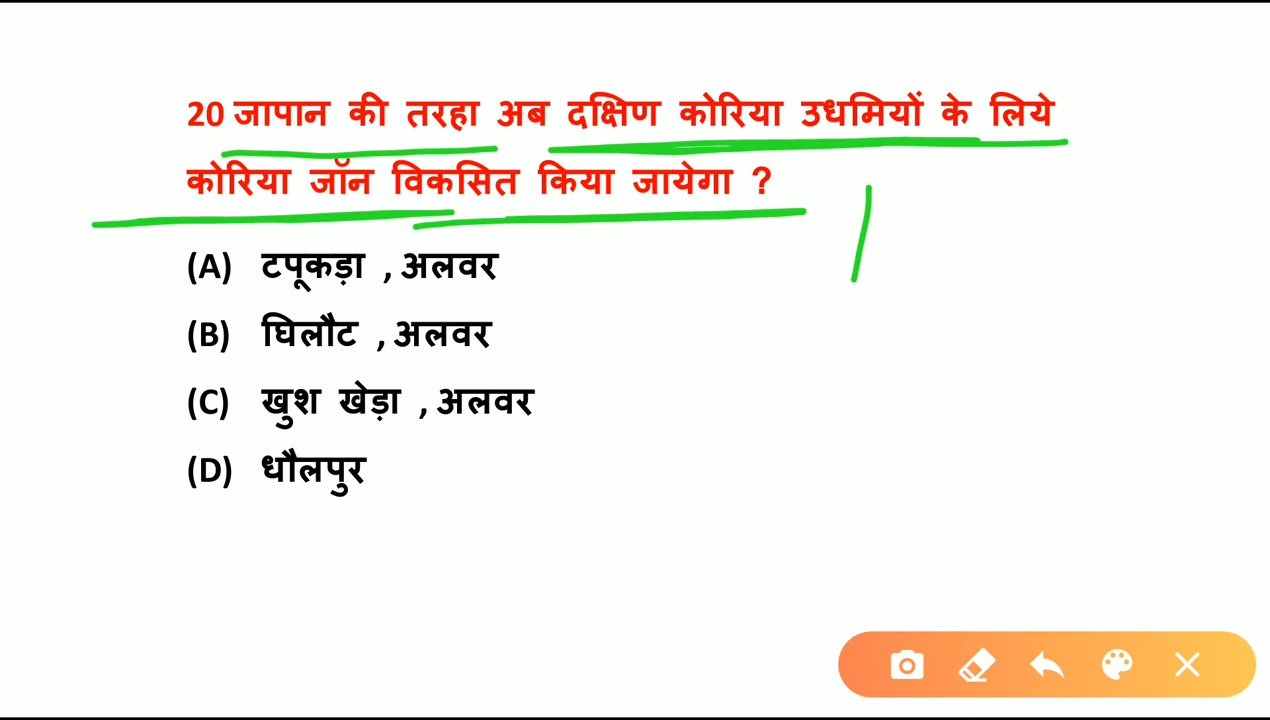 20 जापान की तरहा अब दक्षिण कोरिया उधमियों के लिये
कोरिया जॉन विकसित किया जायेगा ?
(A) टपूकड़ा , अलवर
(B) घिलौट , अलवर
(C) खुश खेड़ा , अलवर
(D) धौलपुर